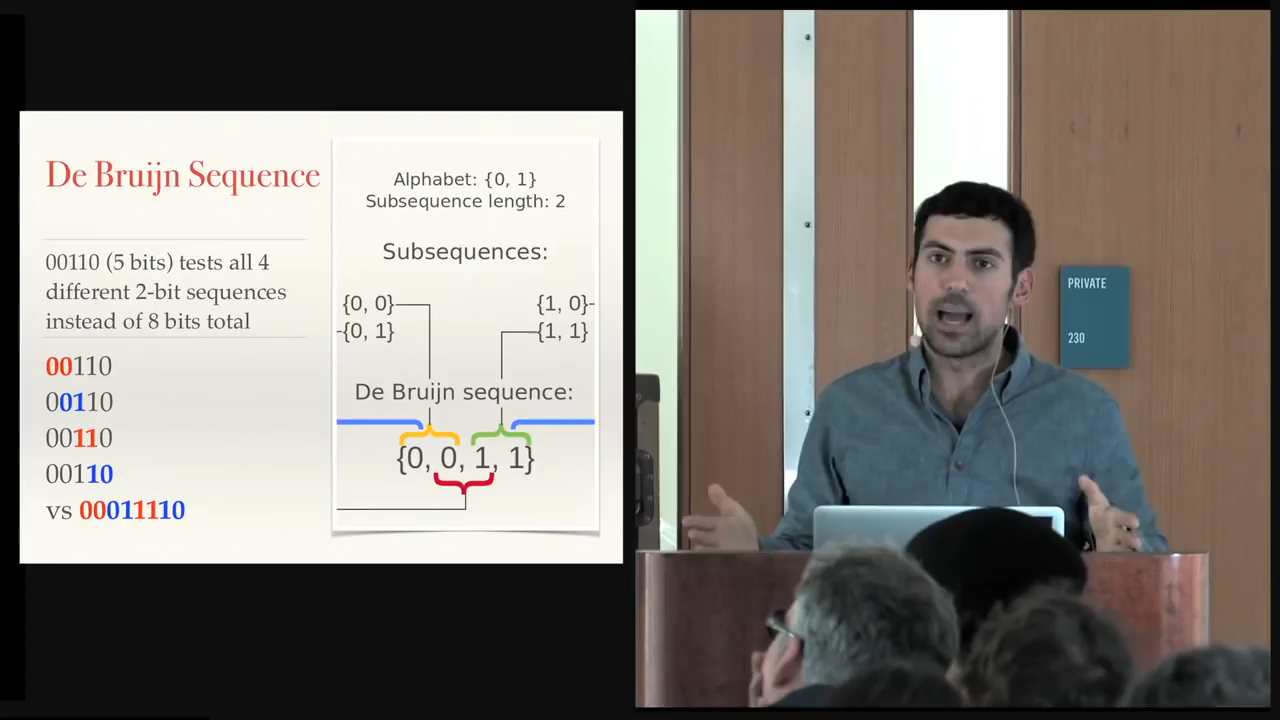 De Bruijn Sequence
00110 (5 bits) tests all 4
different 2-bit sequences
instead of 8 bits total
00110
00110
00110
00110
vs 00011110
Alphabet: {0, 1}
Subsequence length: 2
Subsequences:
{0, 0} {1, 0}
{0, 1} {1, 1}
De Bruijn sequence:
{0, 0, 1, 1}
PRIVATE
230